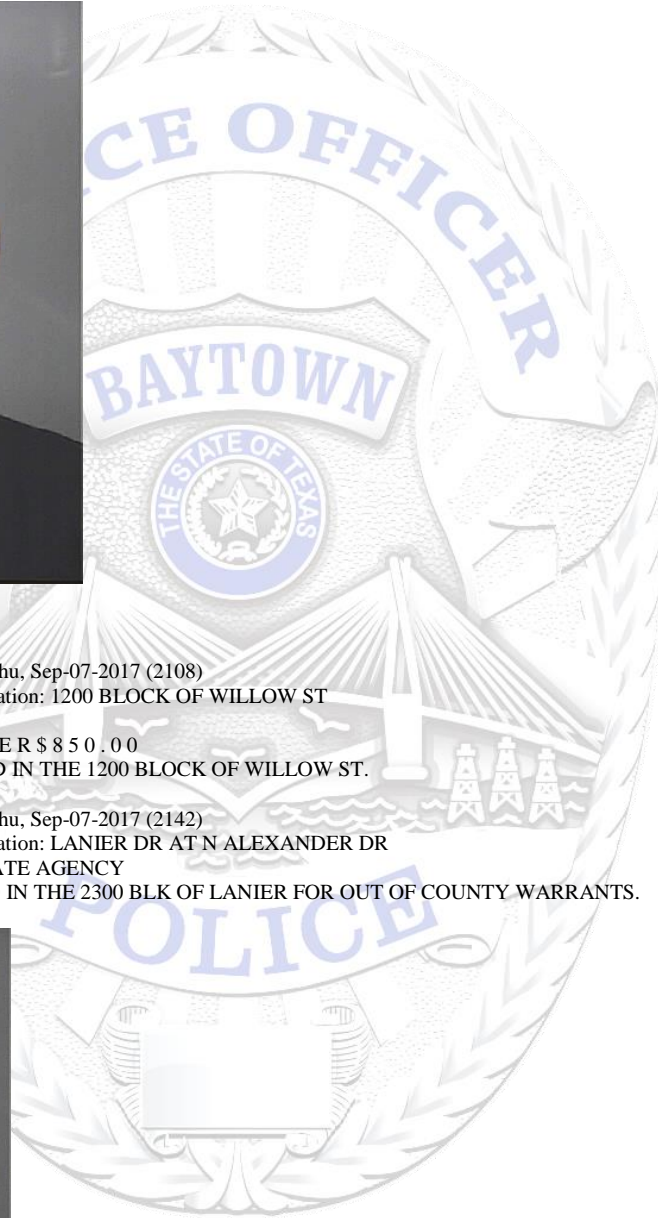 CE OFFICER
BAYTOWN
THE STATE OF TEXAS
hu, Sep-07-2017 (2108)
ation: 1200 BLOCK OF WILLOW ST
E R $ 8 5 0 . 0 0
D IN THE 1200 BLOCK OF WILLOW ST.
hu, Sep-07-2017 (2142)
ation: LANIER DR AT N ALEXANDER DR
ATE AGENCY
IN THE 2300 BLK OF LANIER FOR OUT OF COUNTY WARRANTS.
POLICE